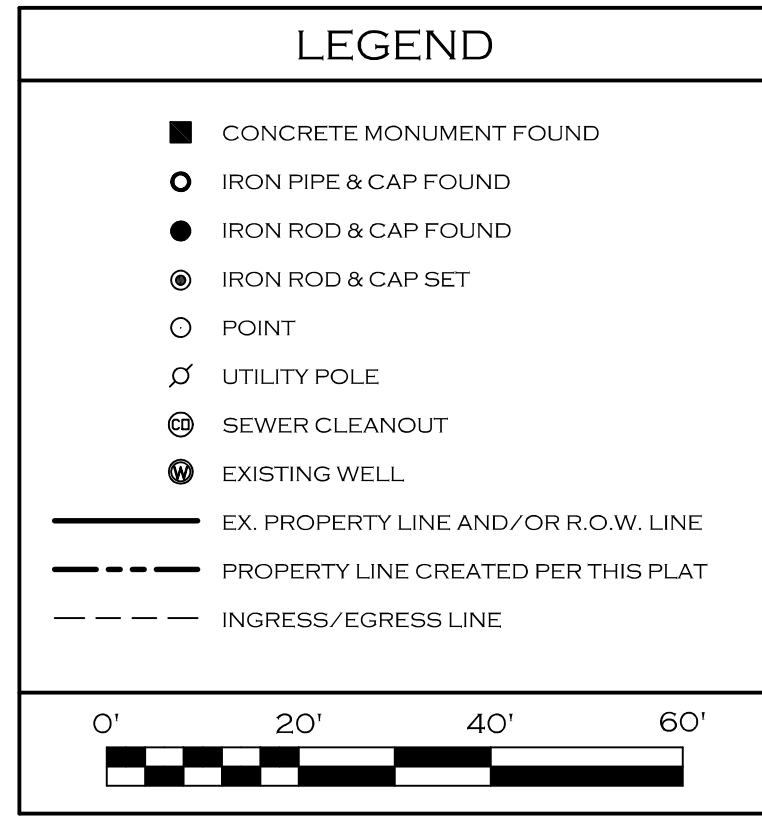 LEGEND
CONCRETE MONUMENT FOUND
IRON PIPE & CAP FOUND
IRON ROD & CAP FOUND
IRON ROD & CAP SET
POINT
UTILITY POLE
CO SEWER CLEANOUT
W EXISTING WELL
EX. PROPERTY LINE AND/OR R.O.W. LINE
PROPERTY LINE CREATED PER THIS PLAT
INGRESS/EGRESS LINE
0' 20' 40' 60'